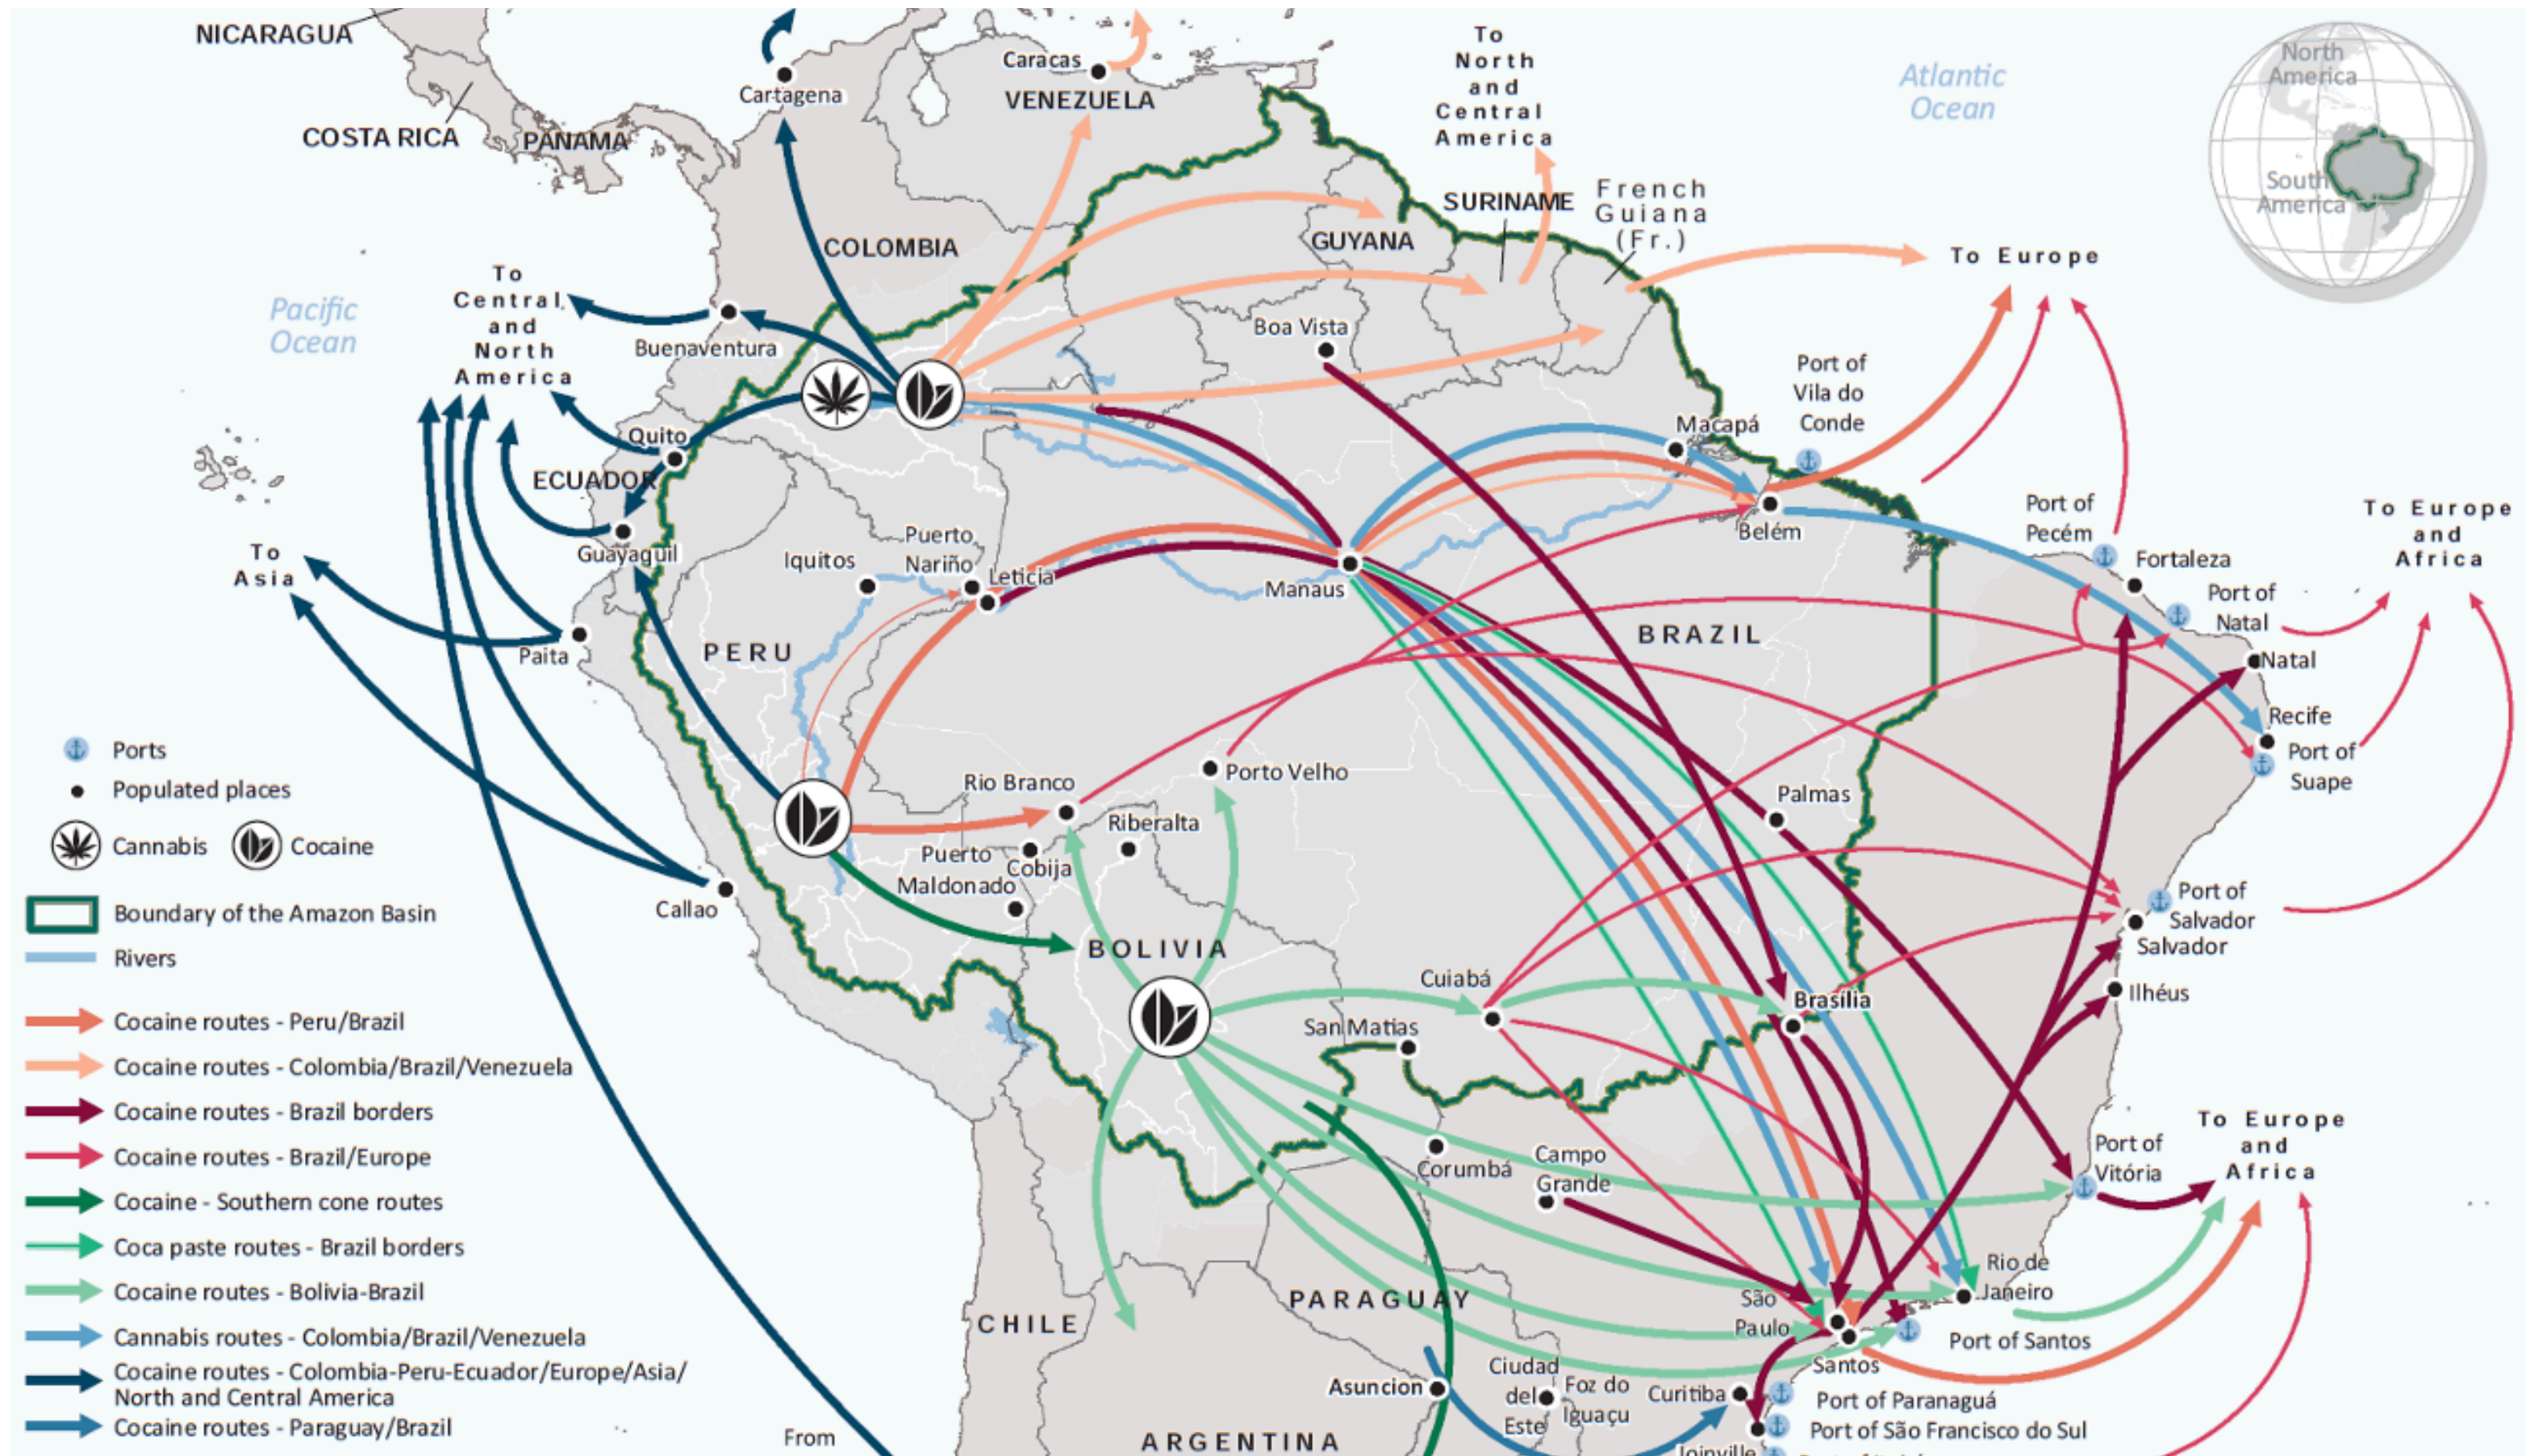 NICARAGUA
COSTA RICA
PANAMA
Cartagena
Caracas
VENEZUELA
To
North
and
Central
America
Atlantic
Ocean
North
America
South
America
SURINAME
French
Guiana
(Fr.)
GUYANA
COLOMBIA
To Europe
Pacific
Ocean
To
Central
and
North
America
Buenaventura
Boa Vista
Port of
Vila do
Conde
Macapá
Quito
ECUADOR
Guayaquil
Belém
Port of
Pecém
Fortaleza
To Europe
and
Africa
To
Asia
Iquitos
Puerto
Nariño
Leticia
Manaus
Port of
Natal
BRAZIL
PERU
Paita
Natal
Recife
Port of
Suape
Ports
Populated places
Cannabis
Cocaine
Boundary of the Amazon Basin
Rivers
Rio Branco
Porto Velho
Riberalta
Palmas
Puerto
Maldonado
Cobija
Callao
BOLIVIA
Port of
Salvador
Salvador
Cuiabá
San Matias
Brasília
Ilhéus
Cocaine routes - Peru/Brazil
Cocaine routes - Colombia/Brazil/Venezuela
Cocaine routes - Brazil borders
Cocaine routes - Brazil/Europe
Cocaine - Southern cone routes
Coca paste routes - Brazil borders
Cocaine routes - Bolivia-Brazil
Cannabis routes - Colombia/Brazil/Venezuela
Cocaine routes - Colombia-Peru-Ecuador/Europe/Asia/
North and Central America
Cocaine routes - Paraguay/Brazil
Corumbá
Campo
Grande
Port of
Vitória
To Europe
and
Africa
CHILE
PARAGUAY
São
Paulo
Rio de
Janeiro
Port of Santos
Santos
Asuncion
Ciudad
del
Este
Foz do
Iguaçu
Curitiba
Port of Paranaguá
Port of São Francisco do Sul
Joinville
From
ARGENTINA